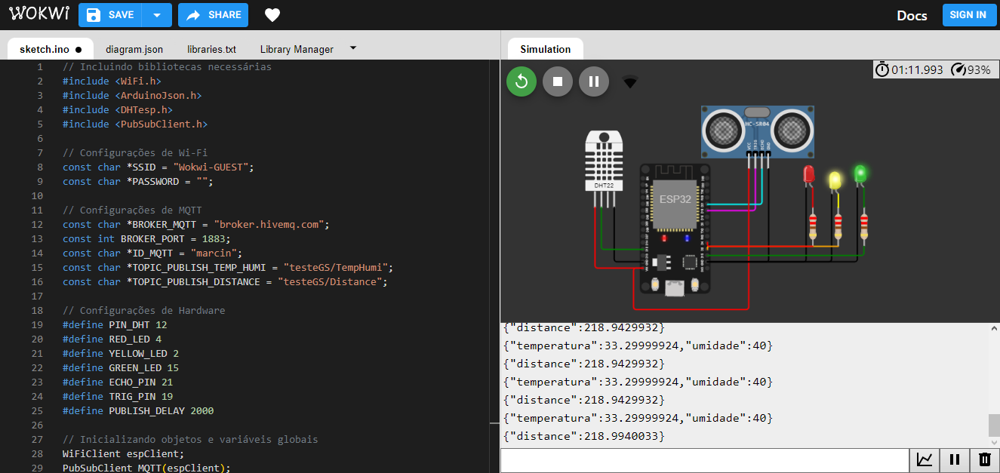 WOKWi
SAVE
SHARE
Docs
SIGN IN
sketch.ino
diagram.json
libraries.txt
Library Manager
1 // Incluindo bibliotecas necessárias
2 #include <WiFi.h>
3 #include <ArduinoJson.h>
4 #include <DHTesp.h>
5 #include <PubSubClient.h>
6
7 // Configurações de Wi-Fi
8 const char *SSID = "Wokwi-GUEST";
9 const char *PASSWORD = "";
10
11 // Configurações de MQTT
12 const char *BROKER_MQTT = "broker.hivemq.com";
13 const int BROKER_PORT = 1883;
14 const char *ID_MQTT = "marcin";
15 const char *TOPIC_PUBLISH_TEMP_HUMI = "testeGS/TempHumi";
16 const char *TOPIC_PUBLISH_DISTANCE = "testeGS/Distance";
17
18 // Configurações de Hardware
19 #define PIN_DHT 12
20 #define RED_LED 4
21 #define YELLOW_LED 2
22 #define GREEN_LED 15
23 #define ECHO_PIN 21
24 #define TRIG_PIN 19
25 #define PUBLISH_DELAY 2000
26
27 // Inicializando objetos e variáveis globais
28 WiFiClient espClient;
29 PubSubClient MQTT(espClient);
Simulation
01:11.993
93%
HC-SR04
VCC
TRIG
ECHO
GND
DHT22
ESP32
{"distance":218.9429932}
{"temperatura":33.29999924,"umidade":40}
{"distance":218.9429932}
{"temperatura":33.29999924,"umidade":40}
{"distance":218.9429932}
{"temperatura":33.29999924,"umidade":40}
{"distance":218.9940033}